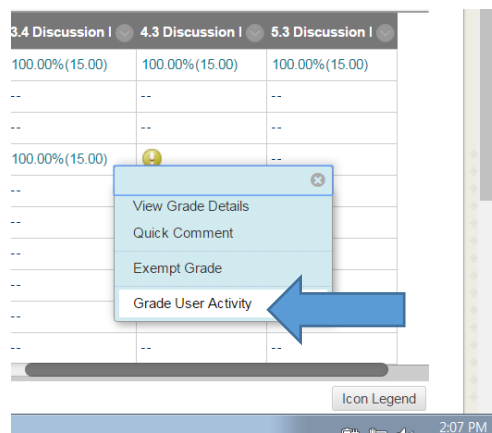 3.4 Discussion I 4.3 Discussion I 5.3 Discussion I
100.00%(15.00) 100.00%(15.00) 100.00%(15.00)
-- -- --
-- -- --
100.00%(15.00) --
--
View Grade Details
--
Quick Comment
--
Exempt Grade
--
Grade User Activity
--
-- -- --
Icon Legend
2:07 PM